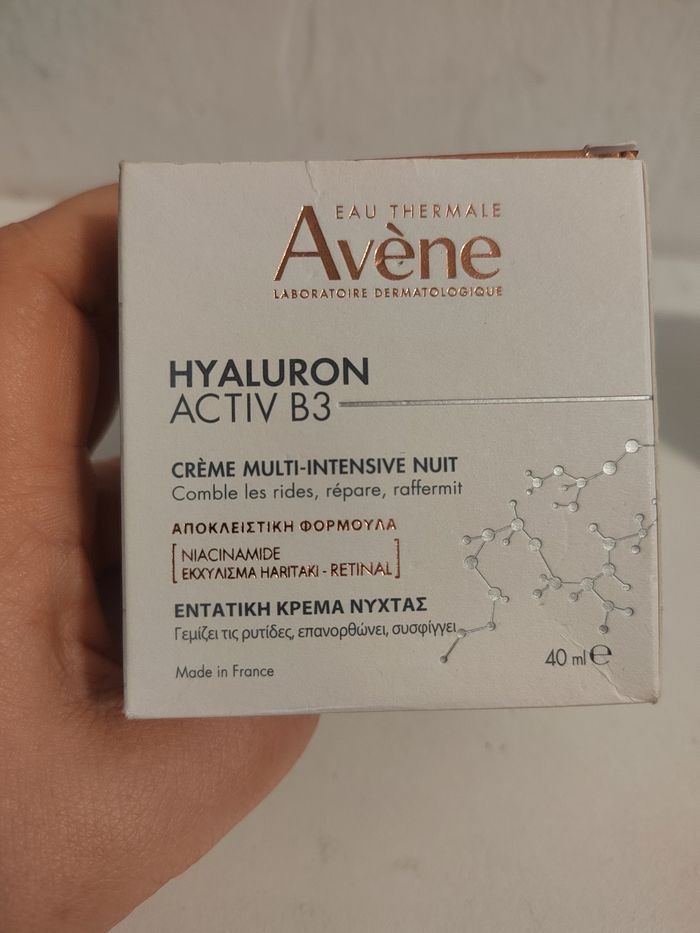 EAU THERMALE
Avène
LABORATOIRE DERMATOLOGIQUE
HYALURON
ACTIV B3
CRÈME MULTI-INTENSIVE NUIT
Comble les rides, répare, raffermit
ΑΠΟΚΛΕΙΣΤΙΚΗ ΦΟΡΜΟΥΛΑ
NIACINAMIDE
ΕΚΧΥΛΙΣΜΑ HARITAKI - RETINAL
ΕΝΤΑΤΙΚΗ ΚΡΕΜΑ ΝΥΧΤΑΣ
Γεμίζει τις ρυτίδες, επανορθώνει, συσφίγγει
Made in France
40 ml ℮